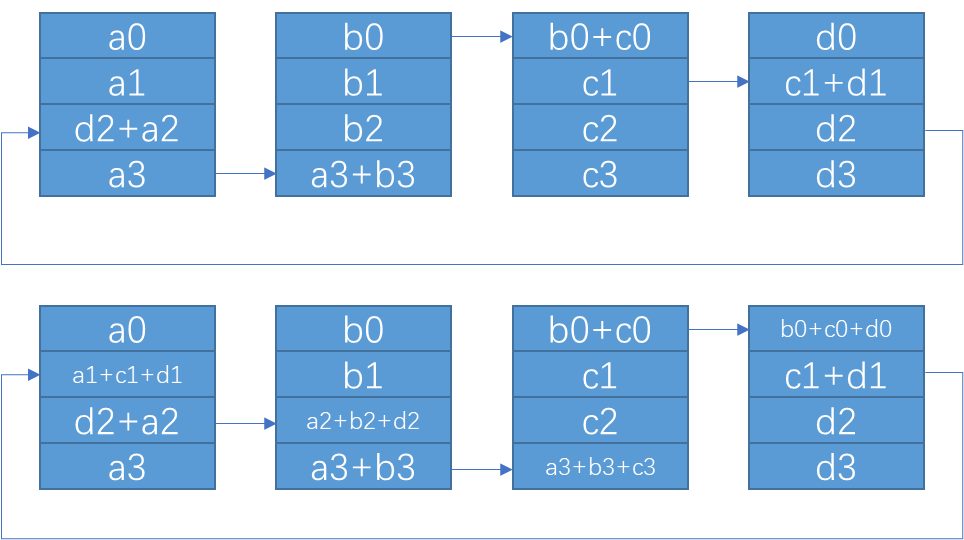 a0
a1
d2+a2
a3
b0
b1
b2
a3+b3
b0+c0
c1
c2
c3
d0
c1+d1
d2
d3
a0
a1+c1+d1
d2+a2
a3
b0
b1
a2+b2+d2
a3+b3
b0+c0
c1
c2
a3+b3+c3
b0+c0+d0
c1+d1
d2
d3